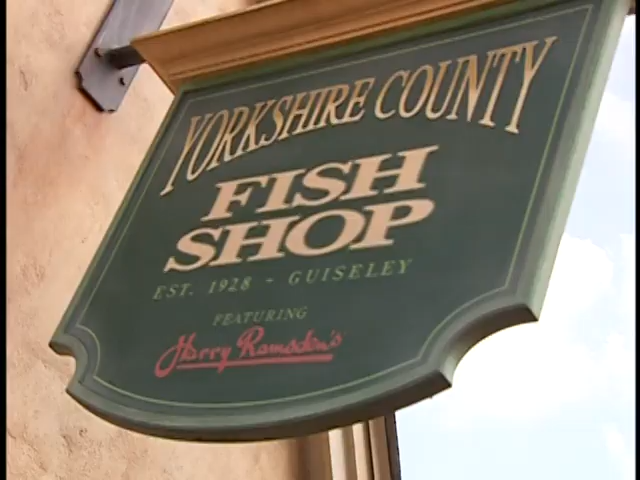 YORKSHIRE COUNTY
FISH
SHOP
EST. 1928 - GUISELEY
FEATURING
Harry Ramsden's